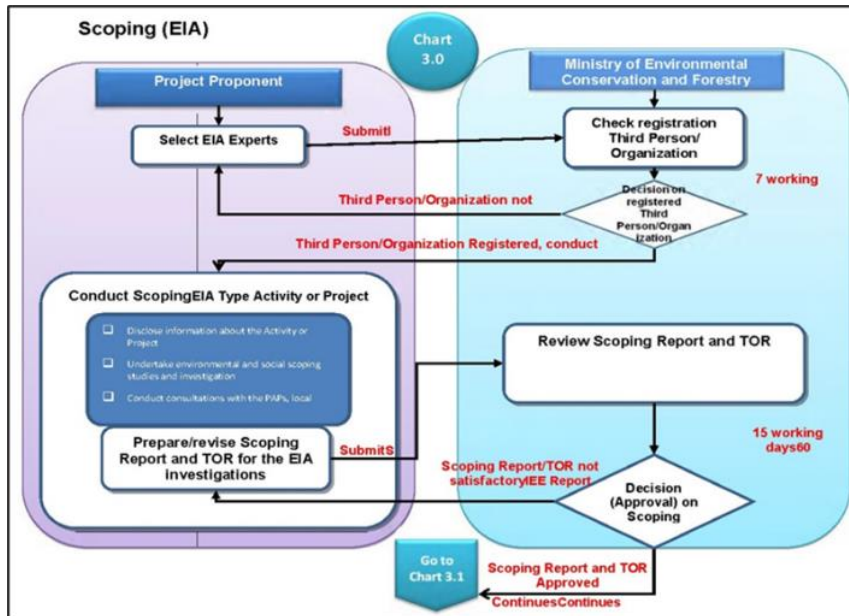 Scoping (EIA)
Chart
3.0
Project Proponent
Ministry of Environmental
Conservation and Forestry
Select EIA Experts
SubmitI
Check registration
Third Person/
Organization
7 working
Third Person/Organization not
Decision on
registered
Third
Person/Organ
ization
Third Person/Organization Registered, conduct
Conduct ScopingEIA Type Activity or Project
Disclose information about the Activity or
Project
Undertake environmental and social scoping
studies and investigation
Conduct consultations with the PAPs, local
Review Scoping Report and TOR
Prepare/revise Scoping
Report and TOR for the EIA
investigations
SubmitS
15 working
days60
Scoping Report/TOR not
satisfactoryIEE Report
Decision
(Approval) on
Scoping
Go to
Chart 3.1
Scoping Report and TOR
Approved
ContinuesContinues